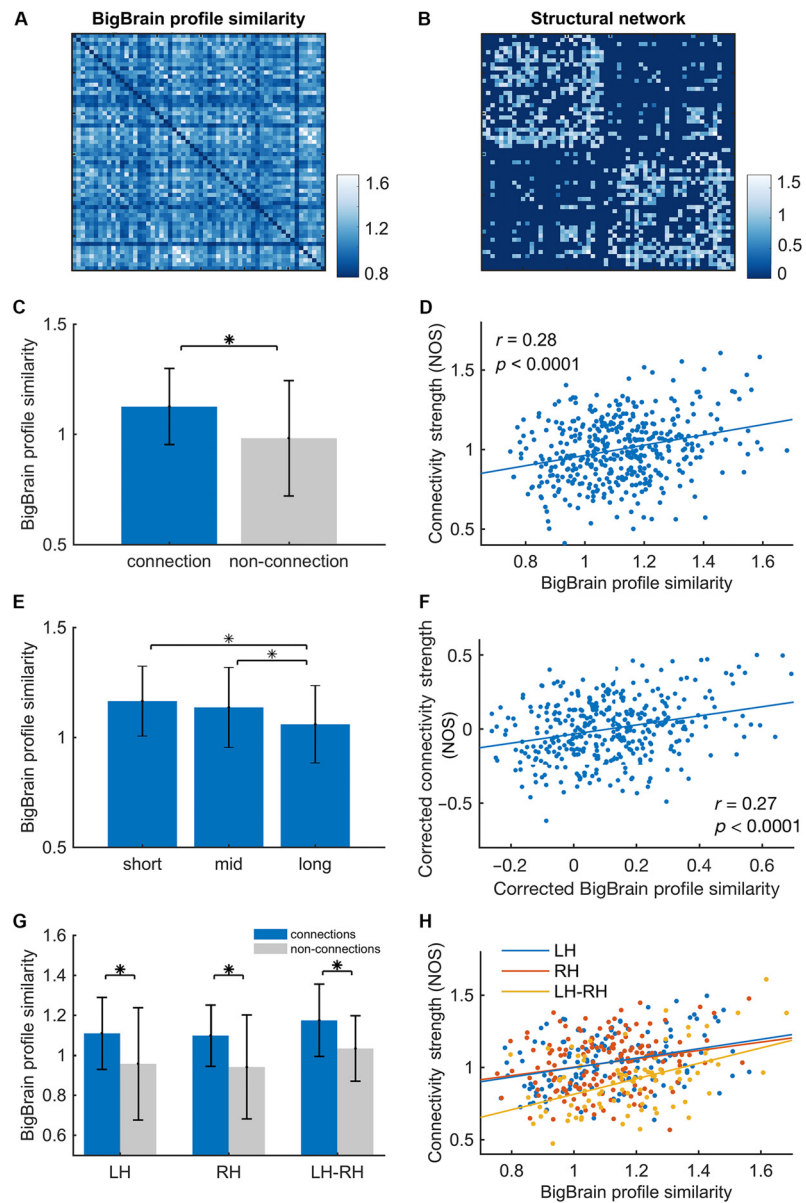 A
BigBrain profile similarity
1.6
1.2
0.8
B
Structural network
1.5
1
0.5
0
C
BigBrain profile similarity
1.5
1
0.5
*
connection
non-connection
D
Connectivity strength (NOS)
1.5
1
0.5
r = 0.28
p < 0.0001
0.8
1
1.2
1.4
1.6
BigBrain profile similarity
E
BigBrain profile similarity
1.5
1
0.5
*
*
short
mid
long
F
Corrected connectivity strength
(NOS)
0.5
0
−0.5
r = 0.27
p < 0.0001
−0.2
0
0.2
0.4
0.6
Corrected BigBrain profile similarity
G
BigBrain profile similarity
1.6
1.4
1.2
1.0
0.8
0.6
connections
non-connections
*
*
*
LH
RH
LH-RH
H
Connectivity strength (NOS)
1.5
1
0.5
LH
RH
LH-RH
0.8
1
1.2
1.4
1.6
BigBrain profile similarity